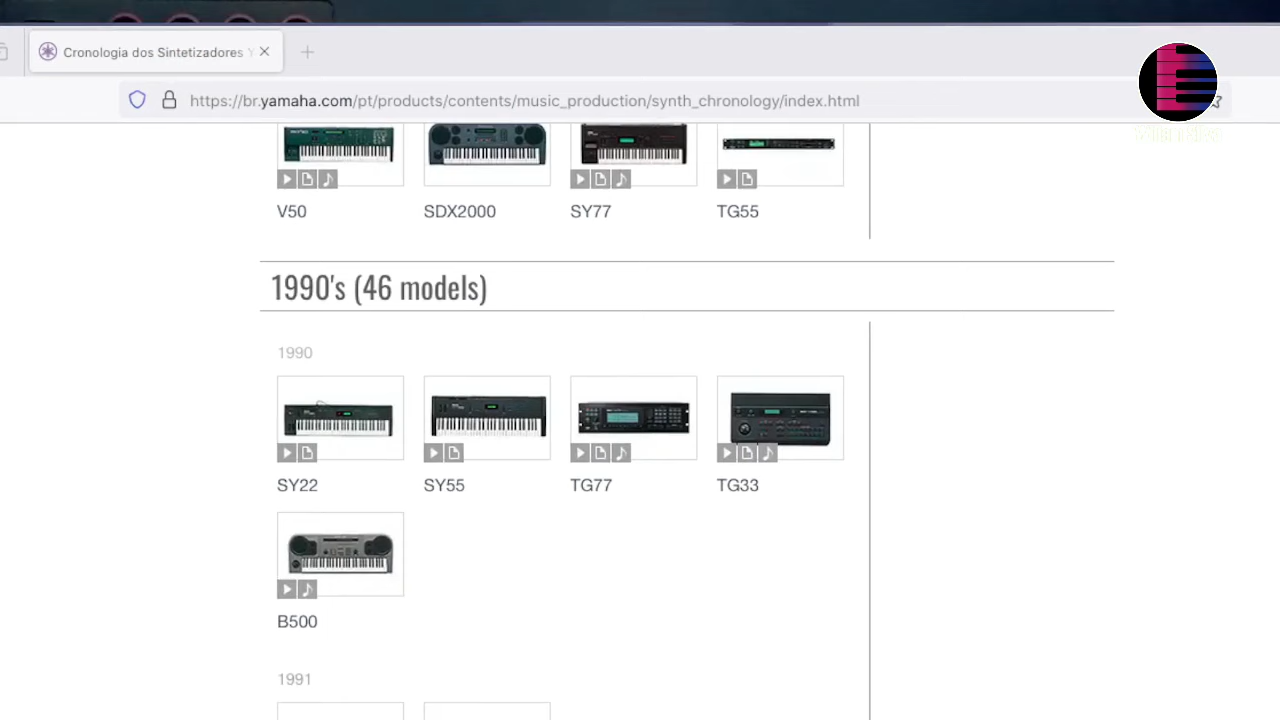 Cronologia dos Sintetizadores Y
https://br.yamaha.com/pt/products/contents/music_production/synth_chronology/index.html
V50
SDX2000
SY77
TG55
1990's (46 models)
1990
SY22
SY55
TG77
TG33
B500
1991